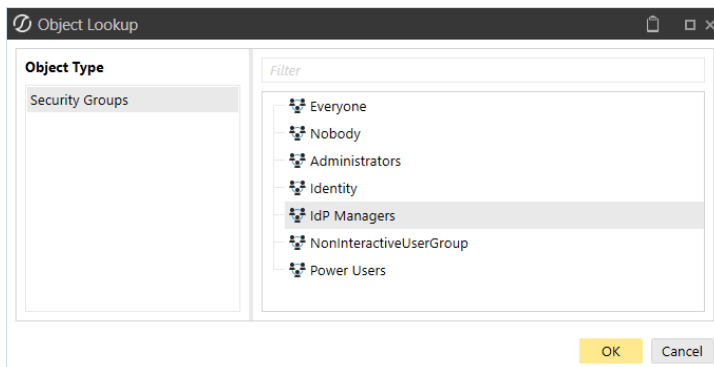 Object Lookup
Object Type
Security Groups
Filter
Everyone
Nobody
Administrators
Identity
IdP Managers
NonInteractiveUserGroup
Power Users
OK
Cancel